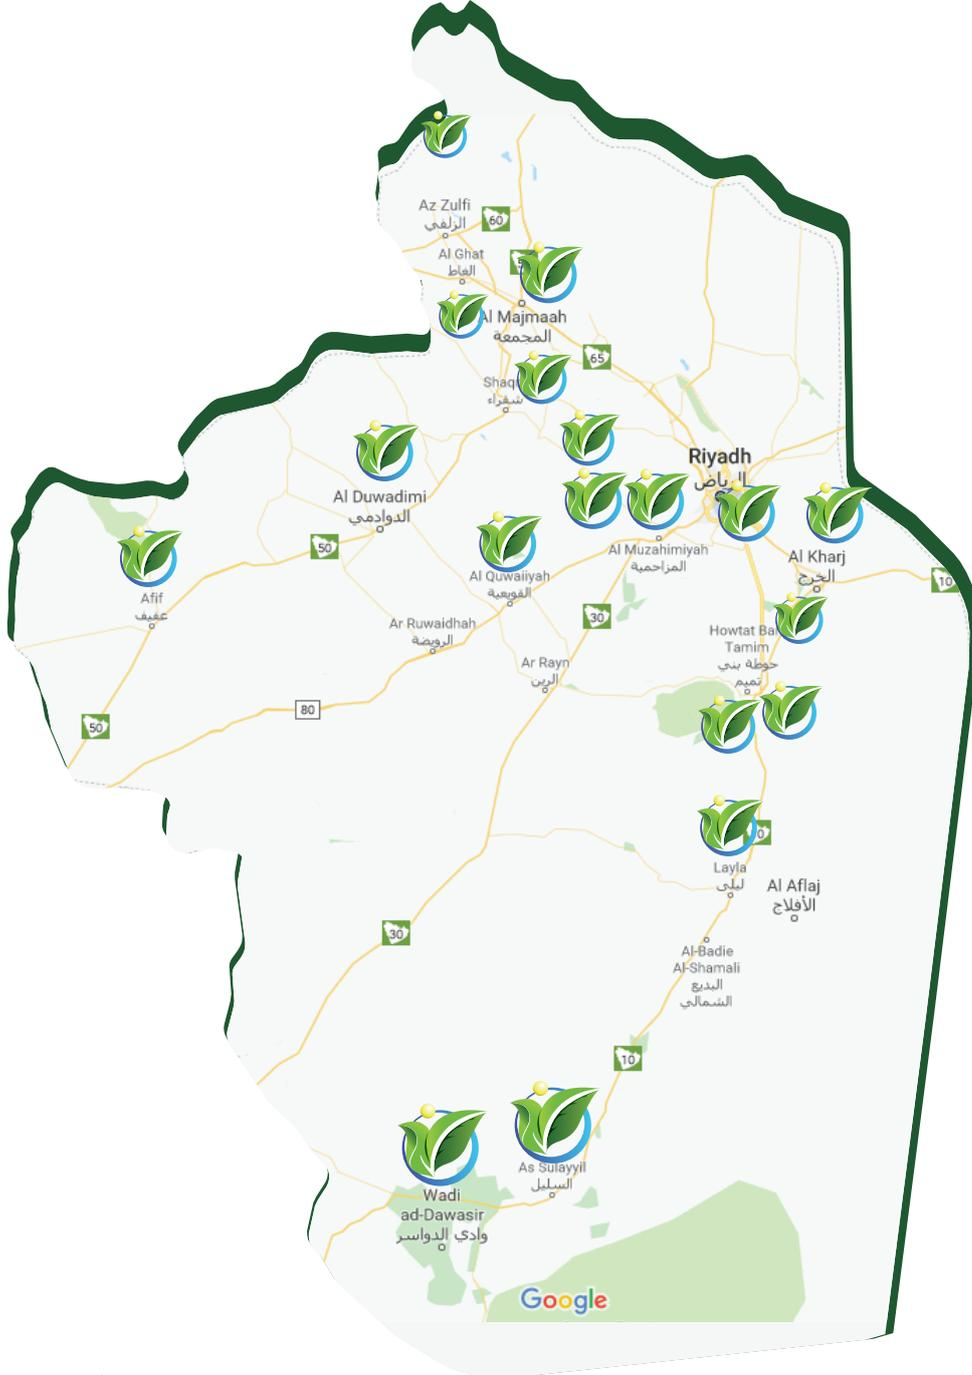 Az Zulfi
الزلفي
60
Al Ghat
الغاط
Al Majmaah
المجمعة
65
شقراء
Riyadh
الرياض
Al Duwadimi
الدوادمي
50
Al Muzahimiyah
المزاحمية
Al Kharj
الخرج
10
Al Quwaiiyah
القويعية
Afif
عفيف
30
Ar Ruwaidhah
الرويضة
Howtat Ba
Tamim
حوطة بني
تميم
Ar Rayn
الرين
80
50
Layla
ليلى
Al Aflaj
الأفلاج
30
Al-Badie
Al-Shamali
البديع
الشمالي
10
As Sulayyil
السليل
Wadi
ad-Dawasir
وادي الدواسر
Google